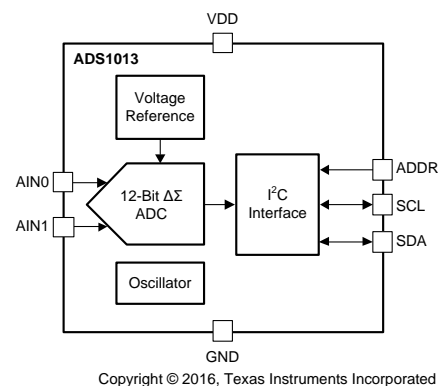 VDD
ADS1013
Voltage
Reference
AIN0
AIN1
12-Bit ΔΣ
ADC
I²C
Interface
ADDR
SCL
SDA
Oscillator
GND
Copyright © 2016, Texas Instruments Incorporated